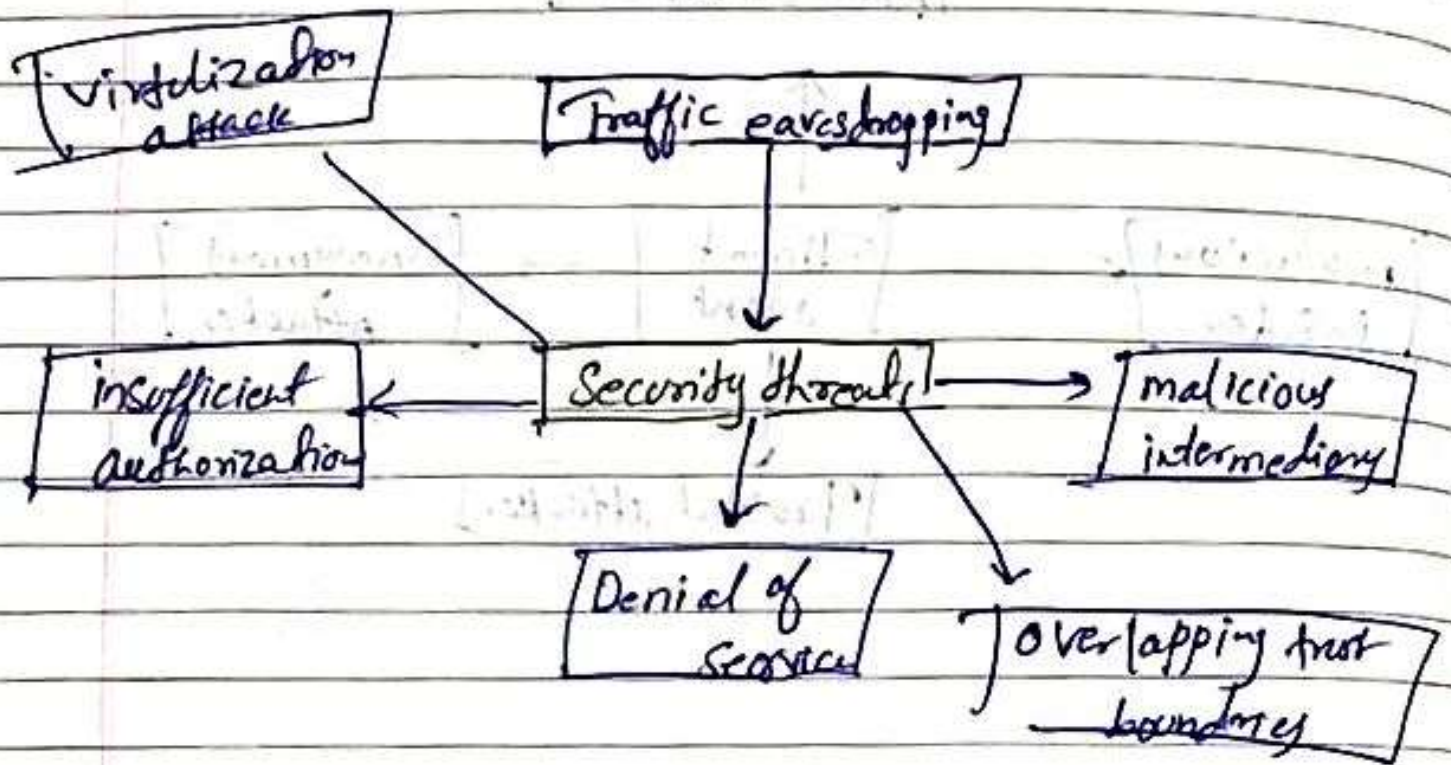 virtulization
attack
Traffic eavesdropping
insufficient
authorization
Security threats
malicious
intermediary
Denial of
service
overlapping trust
boundries